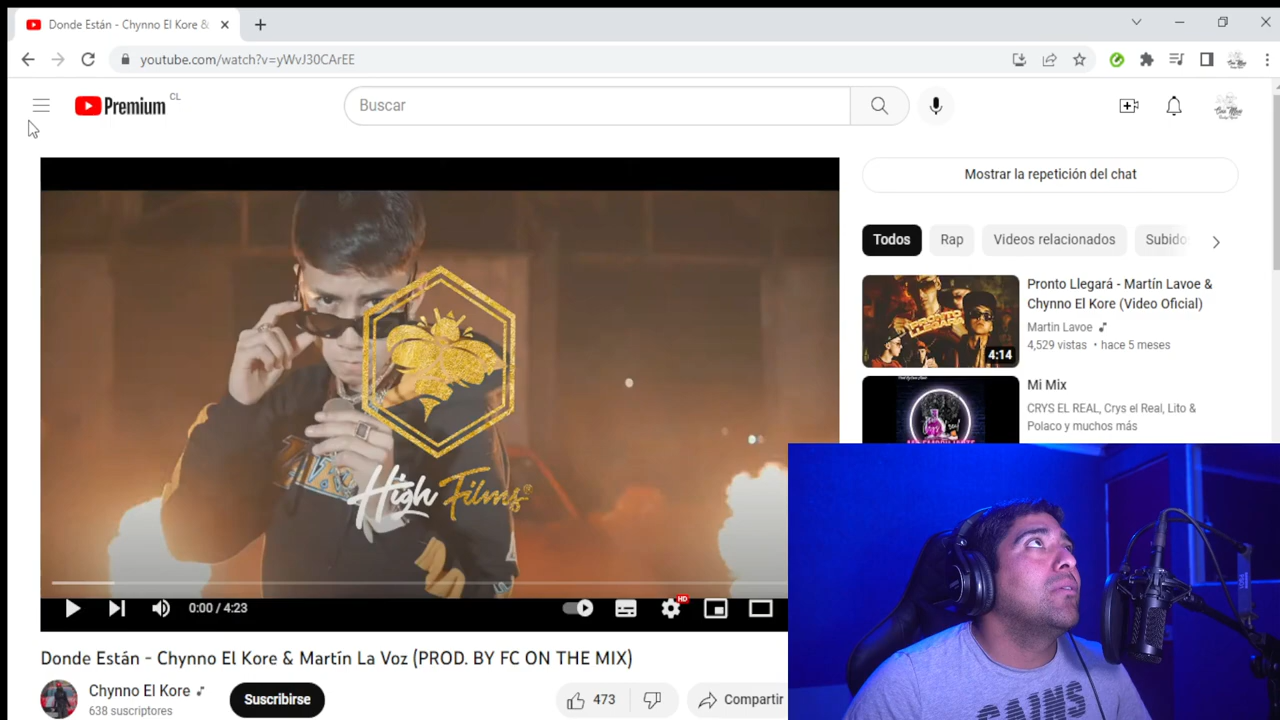 Donde Están - Chynno El Kore &
youtube.com/watch?v=yWvJ30CArEE
Premium CL
Buscar
Mostrar la repetición del chat
Todos
Rap
Videos relacionados
Subido
High Films
PRONTO
LLEGARÁ
4:14
Pronto Llegará - Martín Lavoe &
Chynno El Kore (Video Oficial)
Martin Lavoe
4,529 vistas • hace 5 meses
Mi Mix
CRYS EL REAL, Crys el Real, Lito &
Polaco y muchos más
0:00 / 4:23
HD
Donde Están - Chynno El Kore & Martín La Voz (PROD. BY FC ON THE MIX)
Chynno El Kore
638 suscriptores
Suscribirse
473
Compartir
GAINS